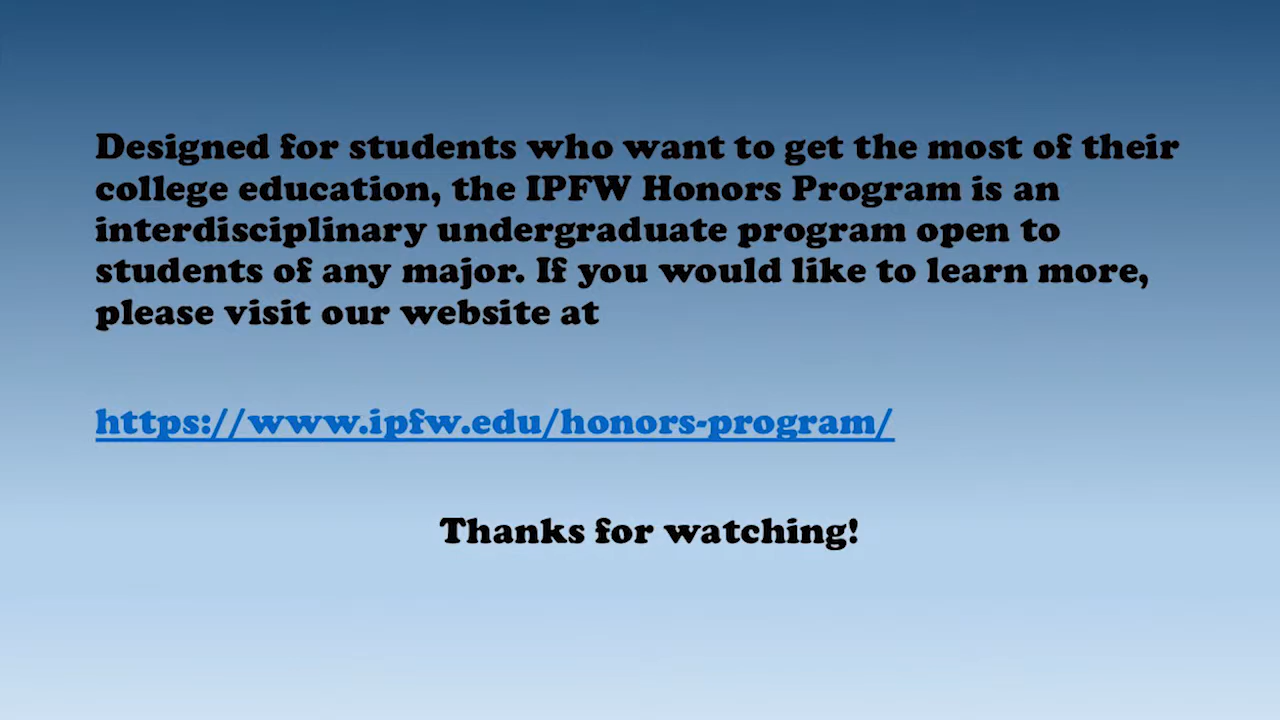 Designed for students who want to get the most of their
college education, the IPFW Honors Program is an
interdisciplinary undergraduate program open to
students of any major. If you would like to learn more,
please visit our website at
https://www.ipfw.edu/honors-program/
Thanks for watching!